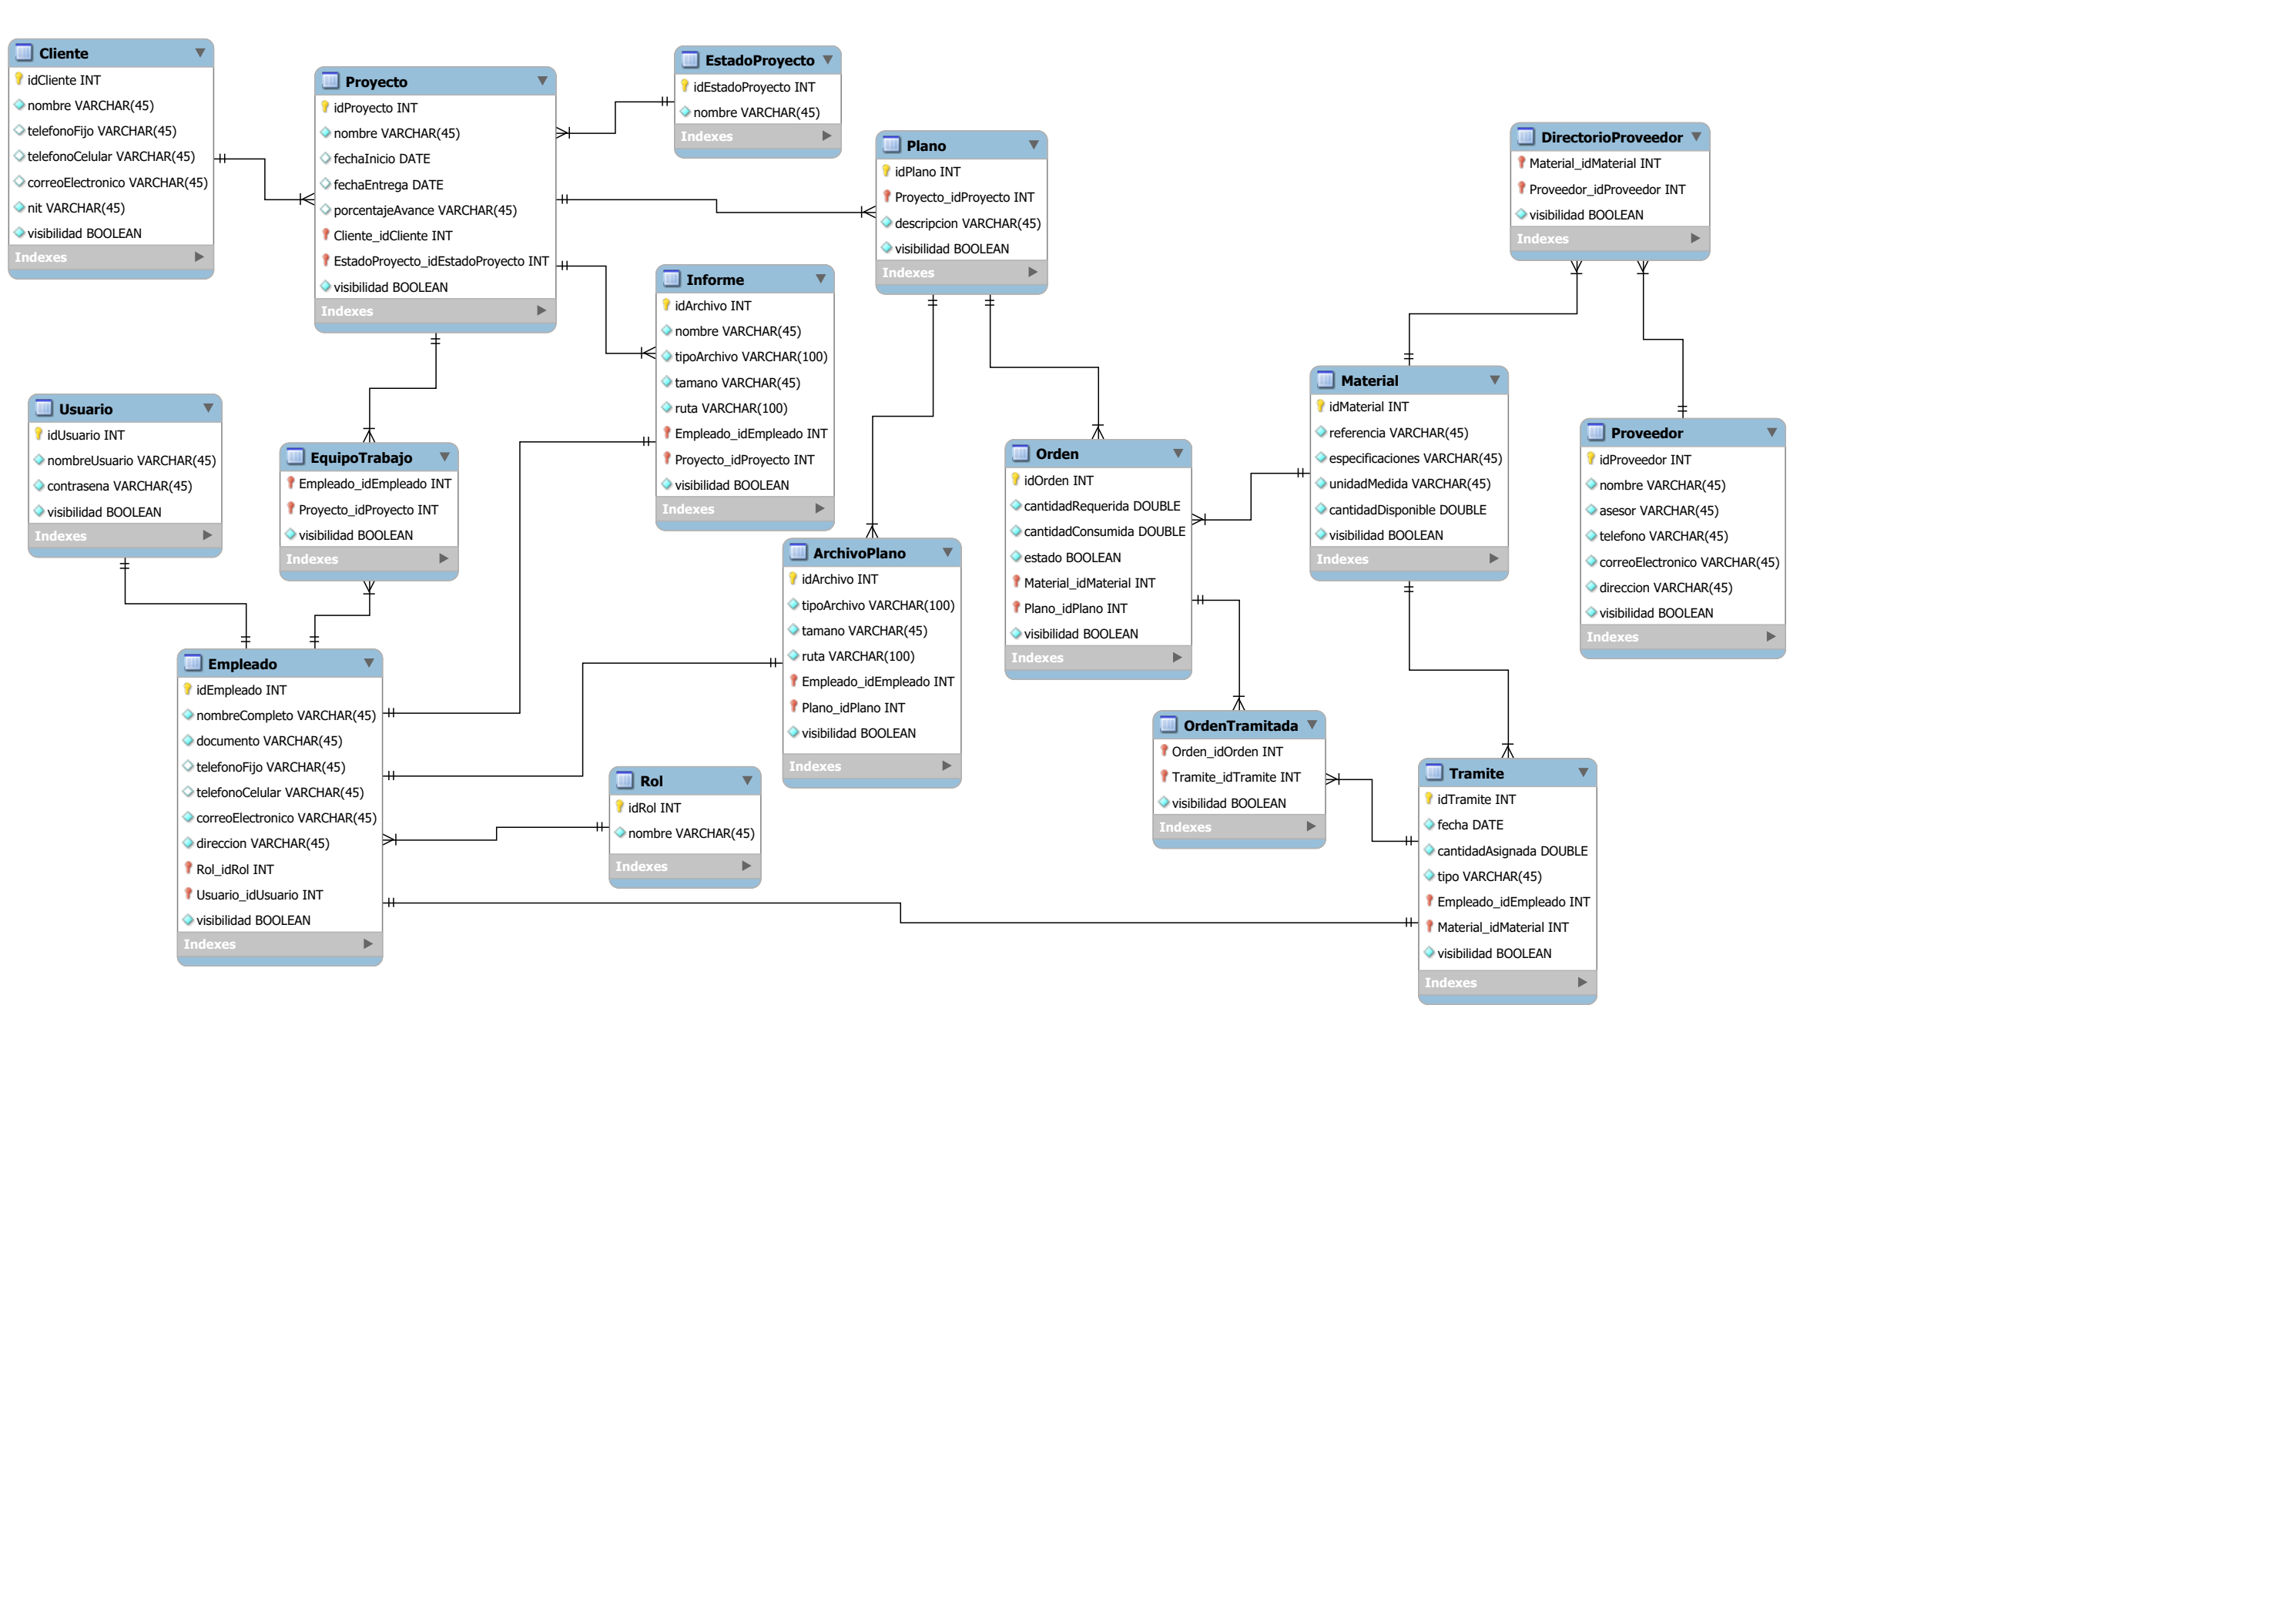 Cliente
idCliente INT
nombre VARCHAR(45)
telefonoFijo VARCHAR(45)
telefonoCelular VARCHAR(45)
correoElectronico VARCHAR(45)
nit VARCHAR(45)
visibilidad BOOLEAN
Indexes
Proyecto
idProyecto INT
nombre VARCHAR(45)
fechaInicio DATE
fechaEntrega DATE
porcentajeAvance VARCHAR(45)
Cliente_idCliente INT
EstadoProyecto_idEstadoProyecto INT
visibilidad BOOLEAN
Indexes
EstadoProyecto
idEstadoProyecto INT
nombre VARCHAR(45)
Indexes
Plano
idPlano INT
Proyecto_idProyecto INT
descripcion VARCHAR(45)
visibilidad BOOLEAN
Indexes
DirectorioProveedor
Material_idMaterial INT
Proveedor_idProveedor INT
visibilidad BOOLEAN
Indexes
Informe
idArchivo INT
nombre VARCHAR(45)
tipoArchivo VARCHAR(100)
tamano VARCHAR(45)
ruta VARCHAR(100)
Empleado_idEmpleado INT
Proyecto_idProyecto INT
visibilidad BOOLEAN
Indexes
Usuario
idUsuario INT
nombreUsuario VARCHAR(45)
contrasena VARCHAR(45)
visibilidad BOOLEAN
Indexes
EquipoTrabajo
Empleado_idEmpleado INT
Proyecto_idProyecto INT
visibilidad BOOLEAN
Indexes
Orden
idOrden INT
cantidadRequerida DOUBLE
cantidadConsumida DOUBLE
estado BOOLEAN
Material_idMaterial INT
Plano_idPlano INT
visibilidad BOOLEAN
Indexes
Material
idMaterial INT
referencia VARCHAR(45)
especificaciones VARCHAR(45)
unidadMedida VARCHAR(45)
cantidadDisponible DOUBLE
visibilidad BOOLEAN
Indexes
Proveedor
idProveedor INT
nombre VARCHAR(45)
asesor VARCHAR(45)
telefono VARCHAR(45)
correoElectronico VARCHAR(45)
direccion VARCHAR(45)
visibilidad BOOLEAN
Indexes
ArchivoPlano
idArchivo INT
tipoArchivo VARCHAR(100)
tamano VARCHAR(45)
ruta VARCHAR(100)
Empleado_idEmpleado INT
Plano_idPlano INT
visibilidad BOOLEAN
Indexes
Empleado
idEmpleado INT
nombreCompleto VARCHAR(45)
documento VARCHAR(45)
telefonoFijo VARCHAR(45)
telefonoCelular VARCHAR(45)
correoElectronico VARCHAR(45)
direccion VARCHAR(45)
Rol_idRol INT
Usuario_idUsuario INT
visibilidad BOOLEAN
Indexes
Rol
idRol INT
nombre VARCHAR(45)
Indexes
OrdenTramitada
Orden_idOrden INT
Tramite_idTramite INT
visibilidad BOOLEAN
Indexes
Tramite
idTramite INT
fecha DATE
cantidadAsignada DOUBLE
tipo VARCHAR(45)
Empleado_idEmpleado INT
Material_idMaterial INT
visibilidad BOOLEAN
Indexes